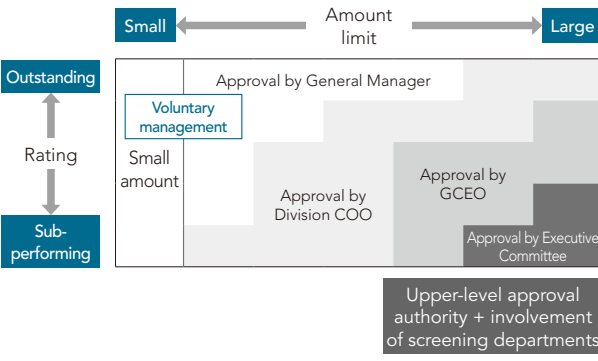 Small
Amount
limit
Large
Outstanding
Rating
Sub-
performing
Approval by General Manager
Voluntary
management
Small
amount
Approval by
Division COO
Approval by
GCEO
Approval by Executive
Committee
Upper-level approval
authority + involvement
of screening departments